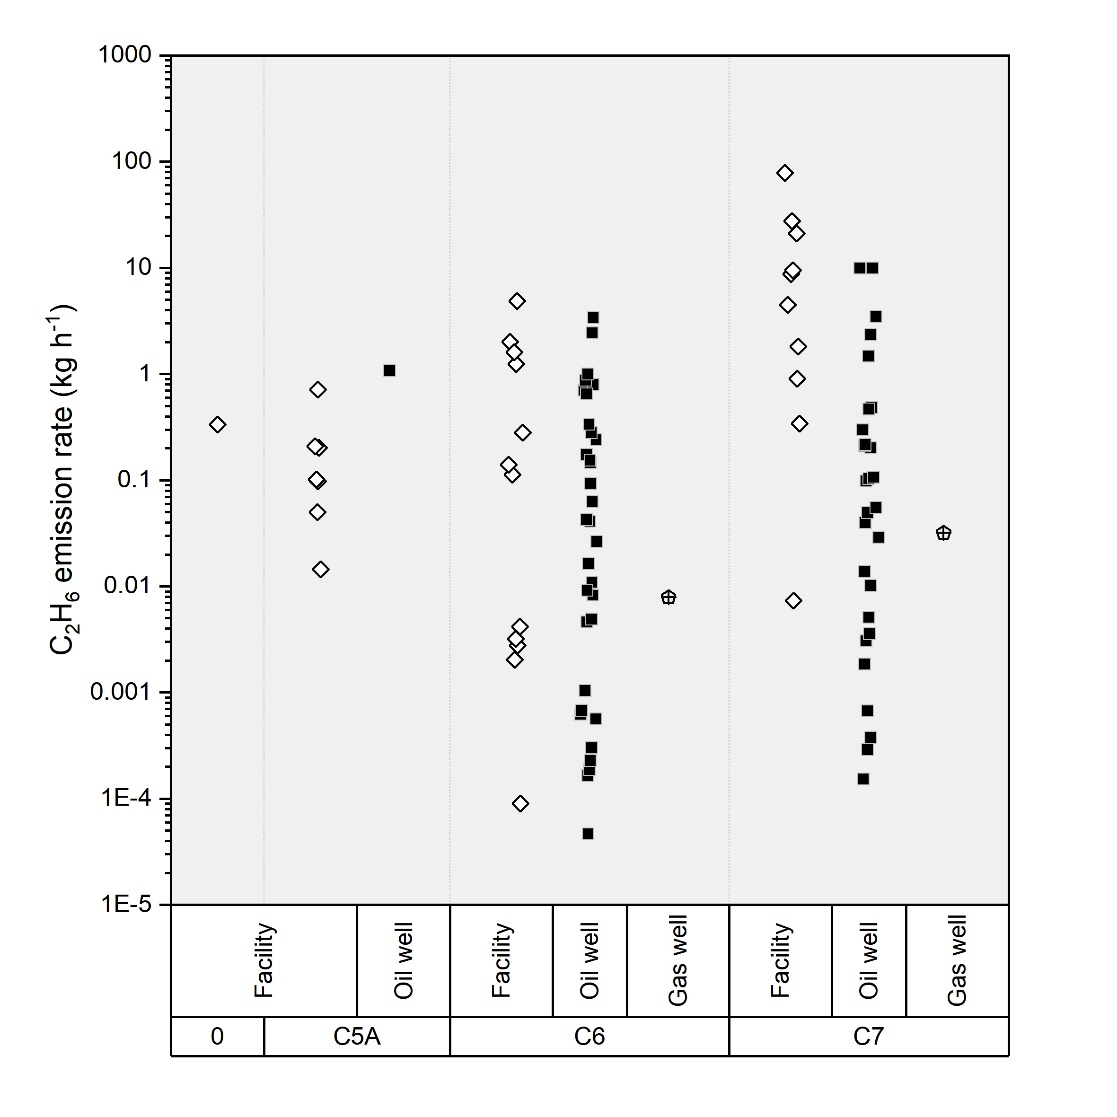 1000
100
10
1
0.1
0.01
0.001
1E-4
1E-5
C₂H₆ emission rate (kg h⁻¹)
Facility
Oil well
Facility
Oil well
Gas well
Facility
Oil well
Gas well
0 C5A C6 C7